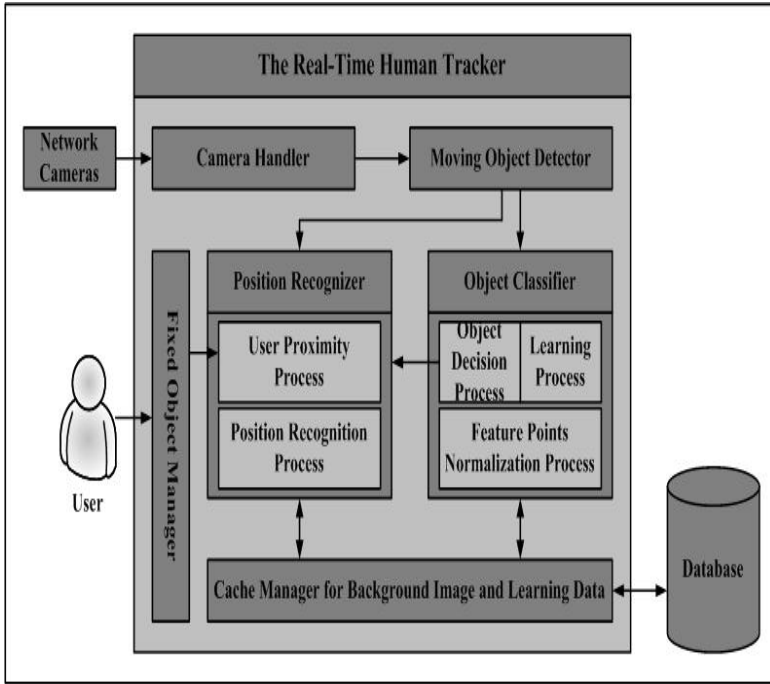 The Real-Time Human Tracker
Network
Cameras
Camera Handler
Moving Object Detector
Fixed Object Manager
Position Recognizer
User Proximity
Process
Position Recognition
Process
Object Classifier
Object
Decision
Process
Learning
Process
Feature Points
Normalization Process
User
Cache Manager for Background Image and Learning Data
Database